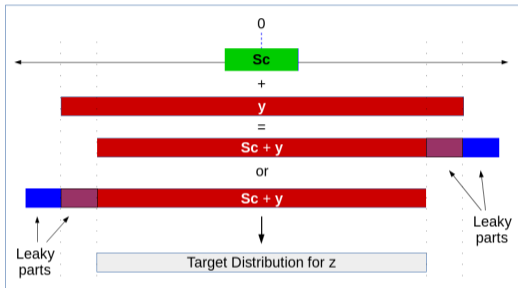 0
Sc
+
y
=
Sc + y
or
Sc + y
Leaky
parts
Leaky
parts
Target Distribution for z